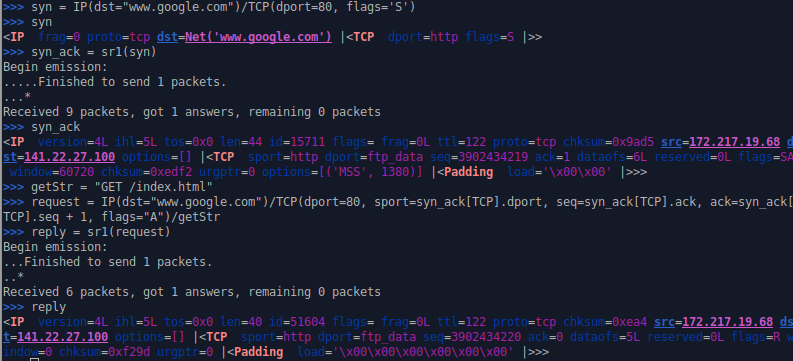 >>> syn = IP(dst="www.google.com")/TCP(dport=80, flags='S')
>>> syn
<IP  frag=0 proto=tcp dst=Net('www.google.com') |<TCP  dport=http flags=S |>>
>>> syn_ack = sr1(syn)
Begin emission:
.....Finished to send 1 packets.
...*
Received 9 packets, got 1 answers, remaining 0 packets
>>> syn_ack
<IP  version=4L ihl=5L tos=0x0 len=44 id=15711 flags= frag=0L ttl=122 proto=tcp chksum=0x9ad5 src=172.217.19.68 d
st=141.22.27.100 options=[] |<TCP  sport=http dport=ftp_data seq=3902434219 ack=1 dataofs=6L reserved=0L flags=SA
 window=60720 chksum=0xedf2 urgptr=0 options=[('MSS', 1380)] |<Padding  load='\x00\x00' |>>>
>>> getStr = "GET /index.html"
>>> request = IP(dst="www.google.com")/TCP(dport=80, sport=syn_ack[TCP].dport, seq=syn_ack[TCP].ack, ack=syn_ack[
TCP].seq + 1, flags="A")/getStr
>>> reply = sr1(request)
Begin emission:
...Finished to send 1 packets.
..*
Received 6 packets, got 1 answers, remaining 0 packets
>>> reply
<IP  version=4L ihl=5L tos=0x0 len=40 id=51604 flags= frag=0L ttl=122 proto=tcp chksum=0xea4 src=172.217.19.68 ds
t=141.22.27.100 options=[] |<TCP  sport=http dport=ftp_data seq=3902434220 ack=0 dataofs=5L reserved=0L flags=R w
indow=0 chksum=0xf29d urgptr=0 |<Padding  load='\x00\x00\x00\x00\x00\x00' |>>>